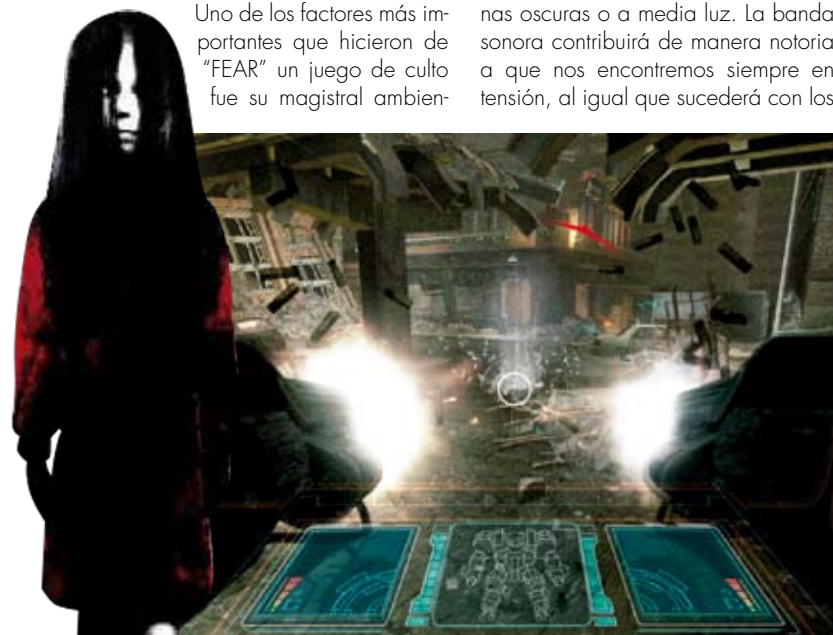 Uno de los factores más im-
portantes que hicieron de
“FEAR” un juego de culto
fue su magistral ambien-
nas oscuras o a media luz. La banda
sonora contribuirá de manera notoria
a que nos encontremos siempre en
tensión, al igual que sucederá con los